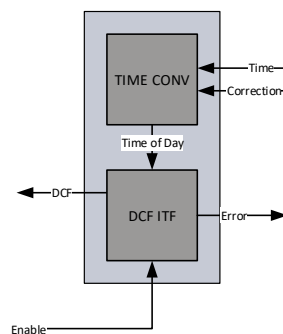 TIME CONV
Time
Correction
Time of Day
DCF
DCF ITF
Error
Enable